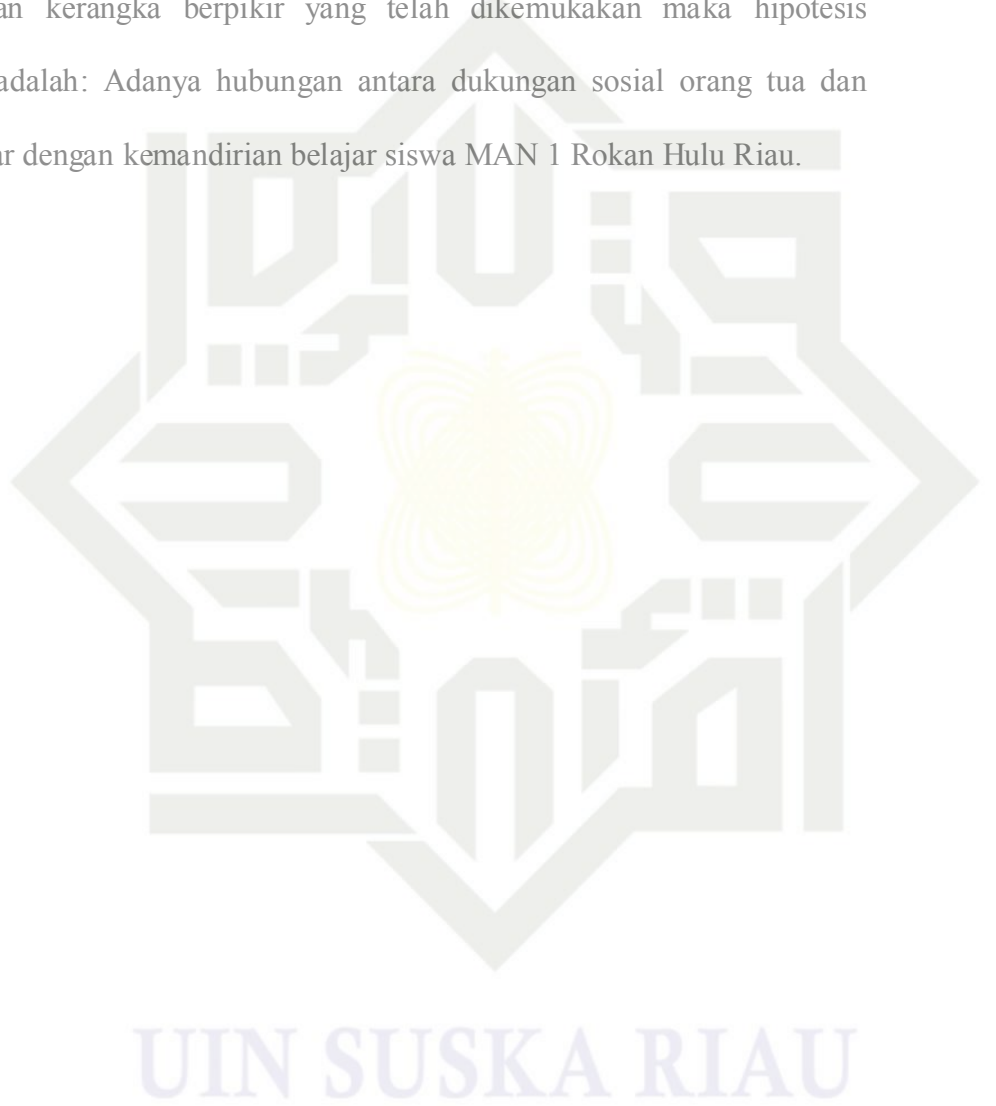 an kerangka berpikir yang telah dikemukakan maka hipotesis
adalah: Adanya hubungan antara dukungan sosial orang tua dan
ar dengan kemandirian belajar siswa MAN 1 Rokan Hulu Riau.
UIN SUSKA RIAU